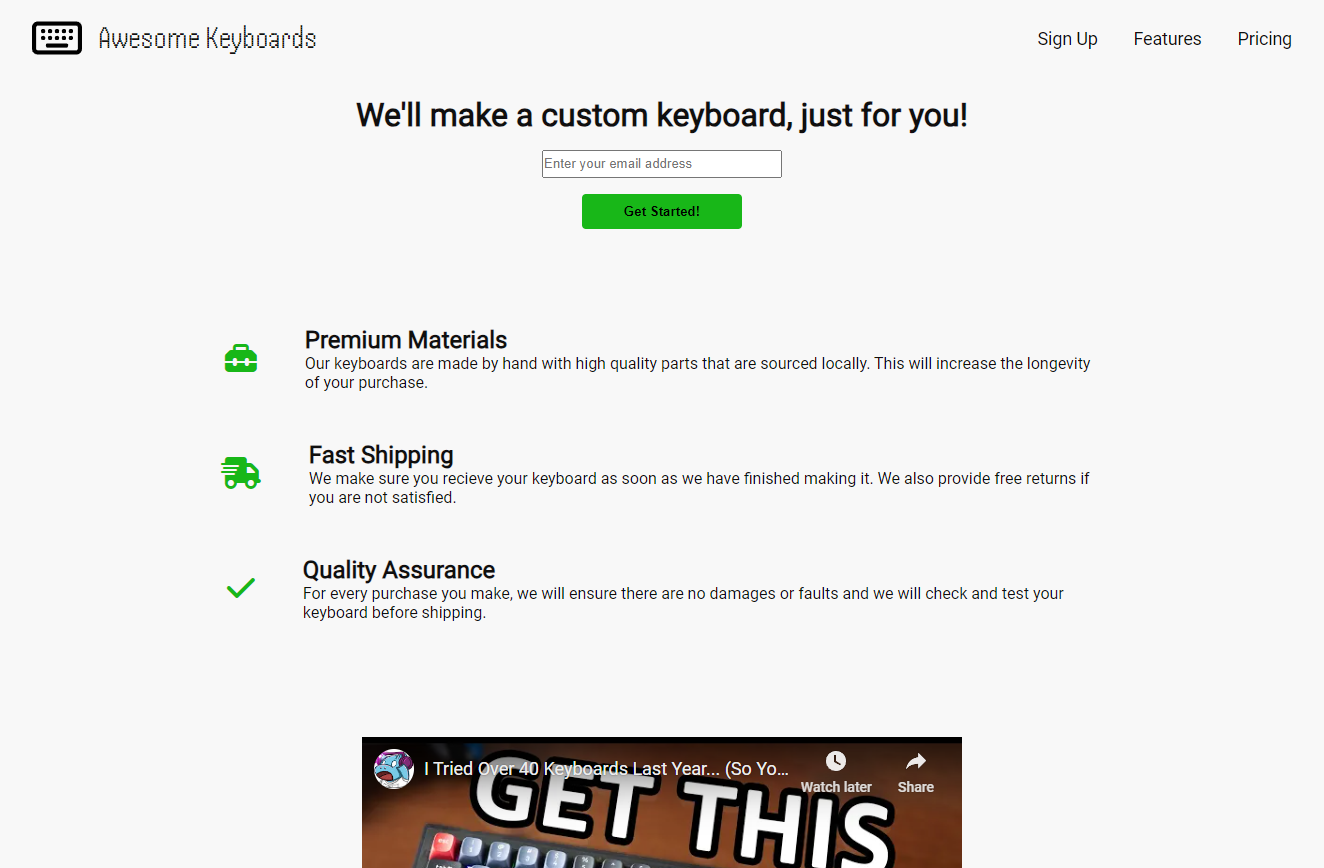 Awesome Keyboards
Sign Up Features Pricing
We'll make a custom keyboard, just for you!
Enter your email address
Get Started!
Premium Materials
Our keyboards are made by hand with high quality parts that are sourced locally. This will increase the longevity
of your purchase.
Fast Shipping
We make sure you recieve your keyboard as soon as we have finished making it. We also provide free returns if
you are not satisfied.
Quality Assurance
For every purchase you make, we will ensure there are no damages or faults and we will check and test your
keyboard before shipping.
I Tried Over 40 Keyboards Last Year... (So Yo...
Watch later
Share
GET THIS